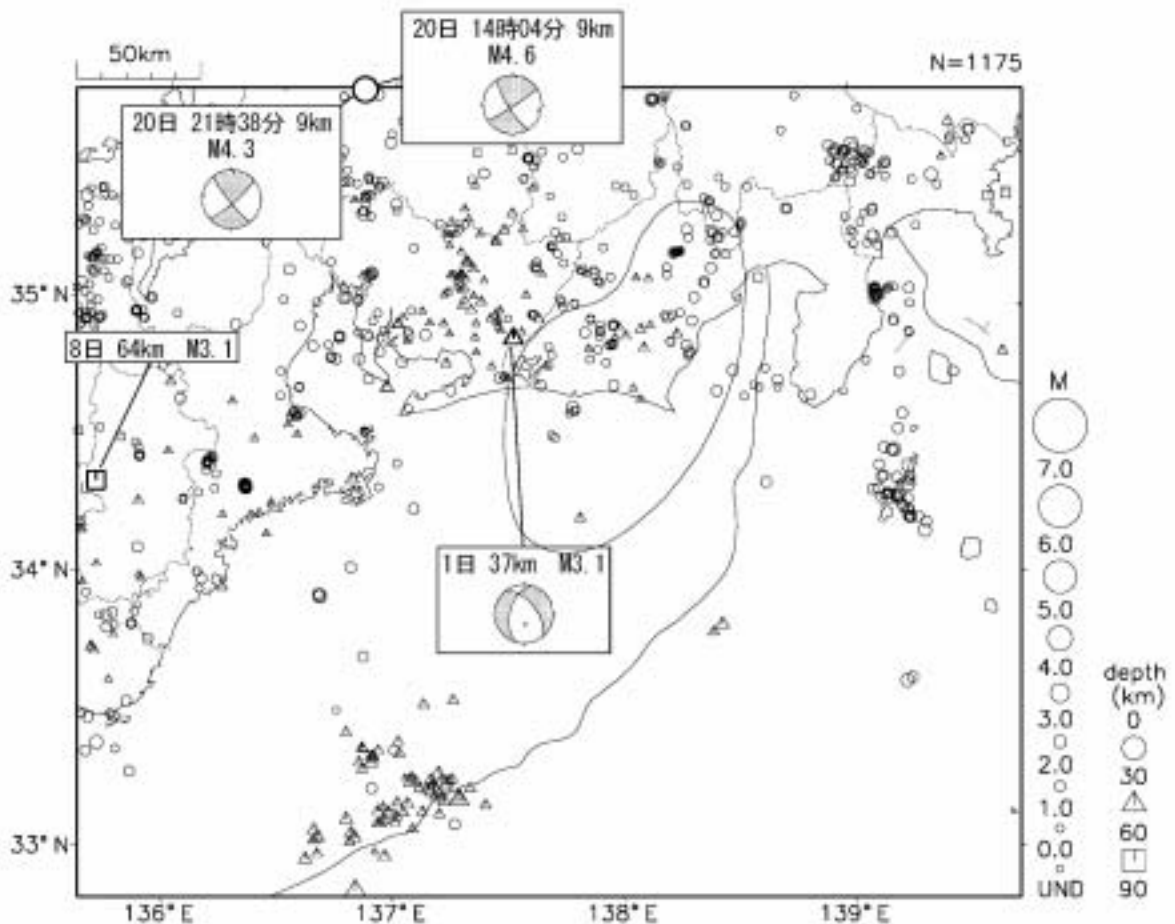 50km
N=1175
20日 14時04分 9km
M4.6
20日 21時38分 9km
M4.3
35°N
8日 64km M3.1
34°N
1日 37km M3.1
33°N
136°E
137°E
138°E
139°E
M
7.0
6.0
5.0
4.0
3.0
2.0
1.0
0.0
UND
depth
(km)
0
30
60
90